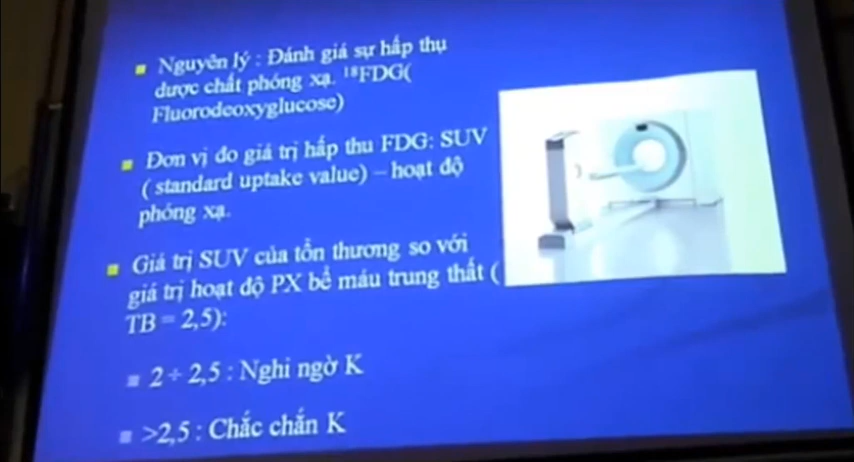 Nguyên lý : Đánh giá sự hấp thụ
dược chất phóng xạ. ¹⁸FDG(
Fluorodeoxyglucose)
Đơn vị đo giá trị hấp thu FDG: SUV
( standard uptake value) – hoạt độ
phóng xạ.
Giá trị SUV của tổn thương so với
giá trị hoạt độ PX bể máu trung thất (
TB = 2,5):
2 ÷ 2,5 : Nghi ngờ K
>2,5 : Chắc chắn K